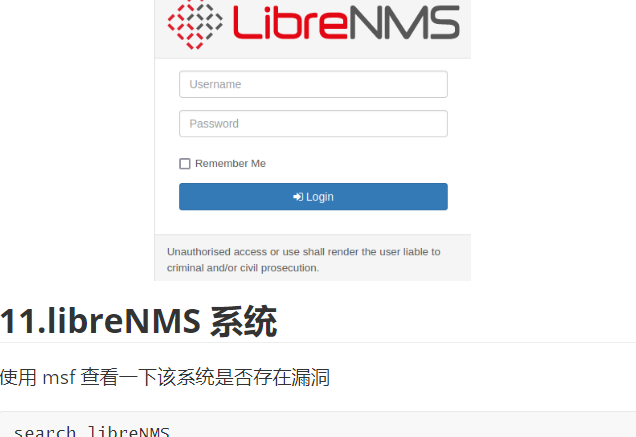 LibreNMS
Username
Password
Remember Me
Login
Unauthorised access or use shall render the user liable to
criminal and/or civil prosecution.
11.libreNMS 系统
使用 msf 查看一下该系统是否存在漏洞
search libreNMS